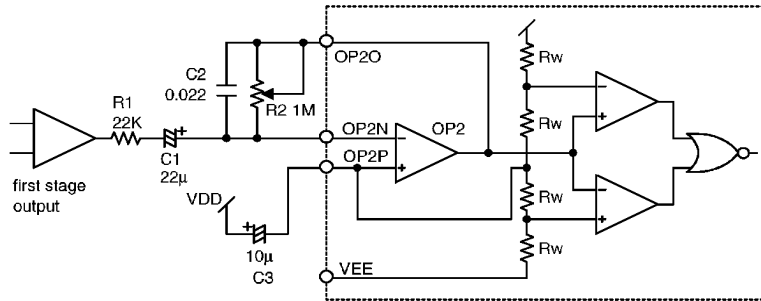 Rw
C2
0.022
OP2O
R1
22K
R2 1M
Rw
OP2N
OP2
C1
22µ
OP2P
first stage
output
VDD
Rw
10µ
C3
VEE
Rw